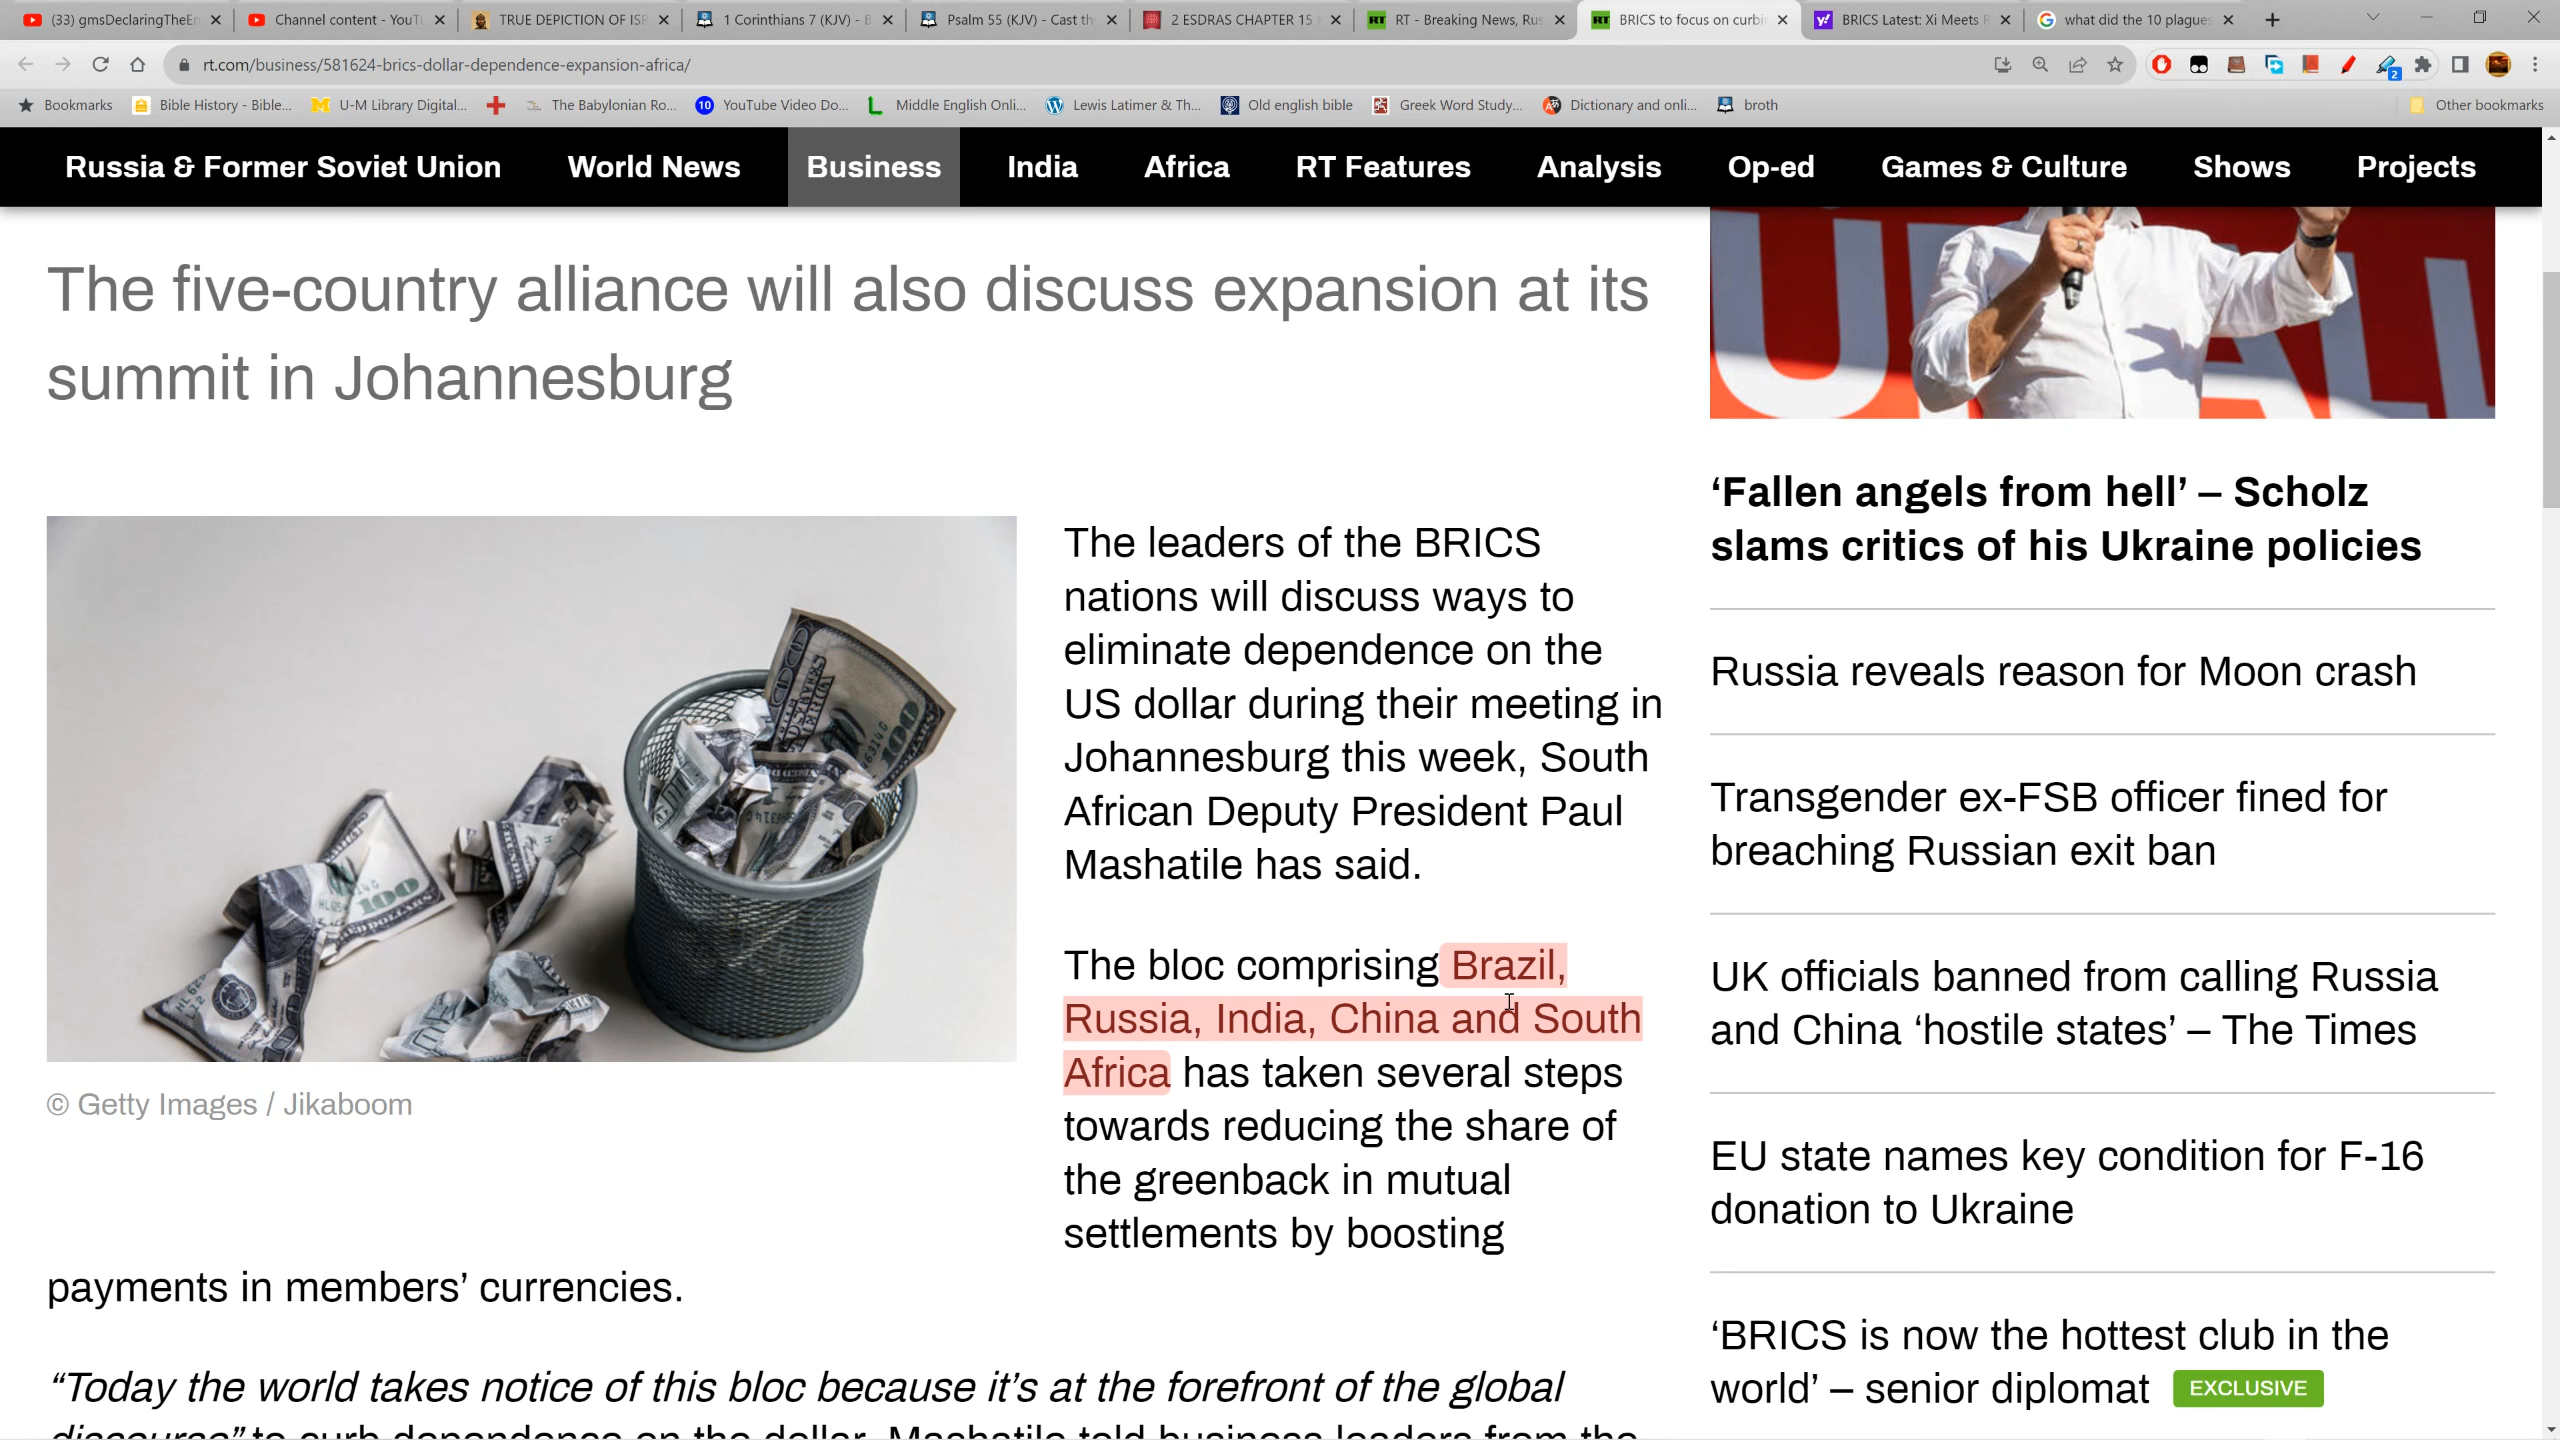 (33) gmsDeclaringTheEn
Channel content - YouTu
TRUE DEPICTION OF ISR
1 Corinthians 7 (KJV) - B
Psalm 55 (KJV) - Cast th
2 ESDRAS CHAPTER 15
RT - Breaking News, Rus
BRICS to focus on curbin
BRICS Latest: Xi Meets R
what did the 10 plagues
rt.com/business/581624-brics-dollar-dependence-expansion-africa/
2
Bookmarks
Bible History - Bible...
U-M Library Digital...
The Babylonian Ro...
10
YouTube Video Do...
Middle English Onli...
Lewis Latimer & Th...
Old english bible
Greek Word Study...
Dictionary and onli...
broth
Other bookmarks
Russia & Former Soviet Union
World News
Business
India
Africa
RT Features
Analysis
Op-ed
Games & Culture
Shows
Projects
The five-country alliance will also discuss expansion at its
summit in Johannesburg
The leaders of the BRICS
nations will discuss ways to
eliminate dependence on the
US dollar during their meeting in
Johannesburg this week, South
African Deputy President Paul
Mashatile has said.
© Getty Images / Jikaboom
The bloc comprising Brazil,
Russia, India, China and South
Africa has taken several steps
towards reducing the share of
the greenback in mutual
settlements by boosting
payments in members’ currencies.
“Today the world takes notice of this bloc because it’s at the forefront of the global
discourse” to curb dependence on the dollar, Mashatile told business leaders from the
‘Fallen angels from hell’ – Scholz
slams critics of his Ukraine policies
Russia reveals reason for Moon crash
Transgender ex-FSB officer fined for
breaching Russian exit ban
UK officials banned from calling Russia
and China ‘hostile states’ – The Times
EU state names key condition for F-16
donation to Ukraine
‘BRICS is now the hottest club in the
world’ – senior diplomat EXCLUSIVE